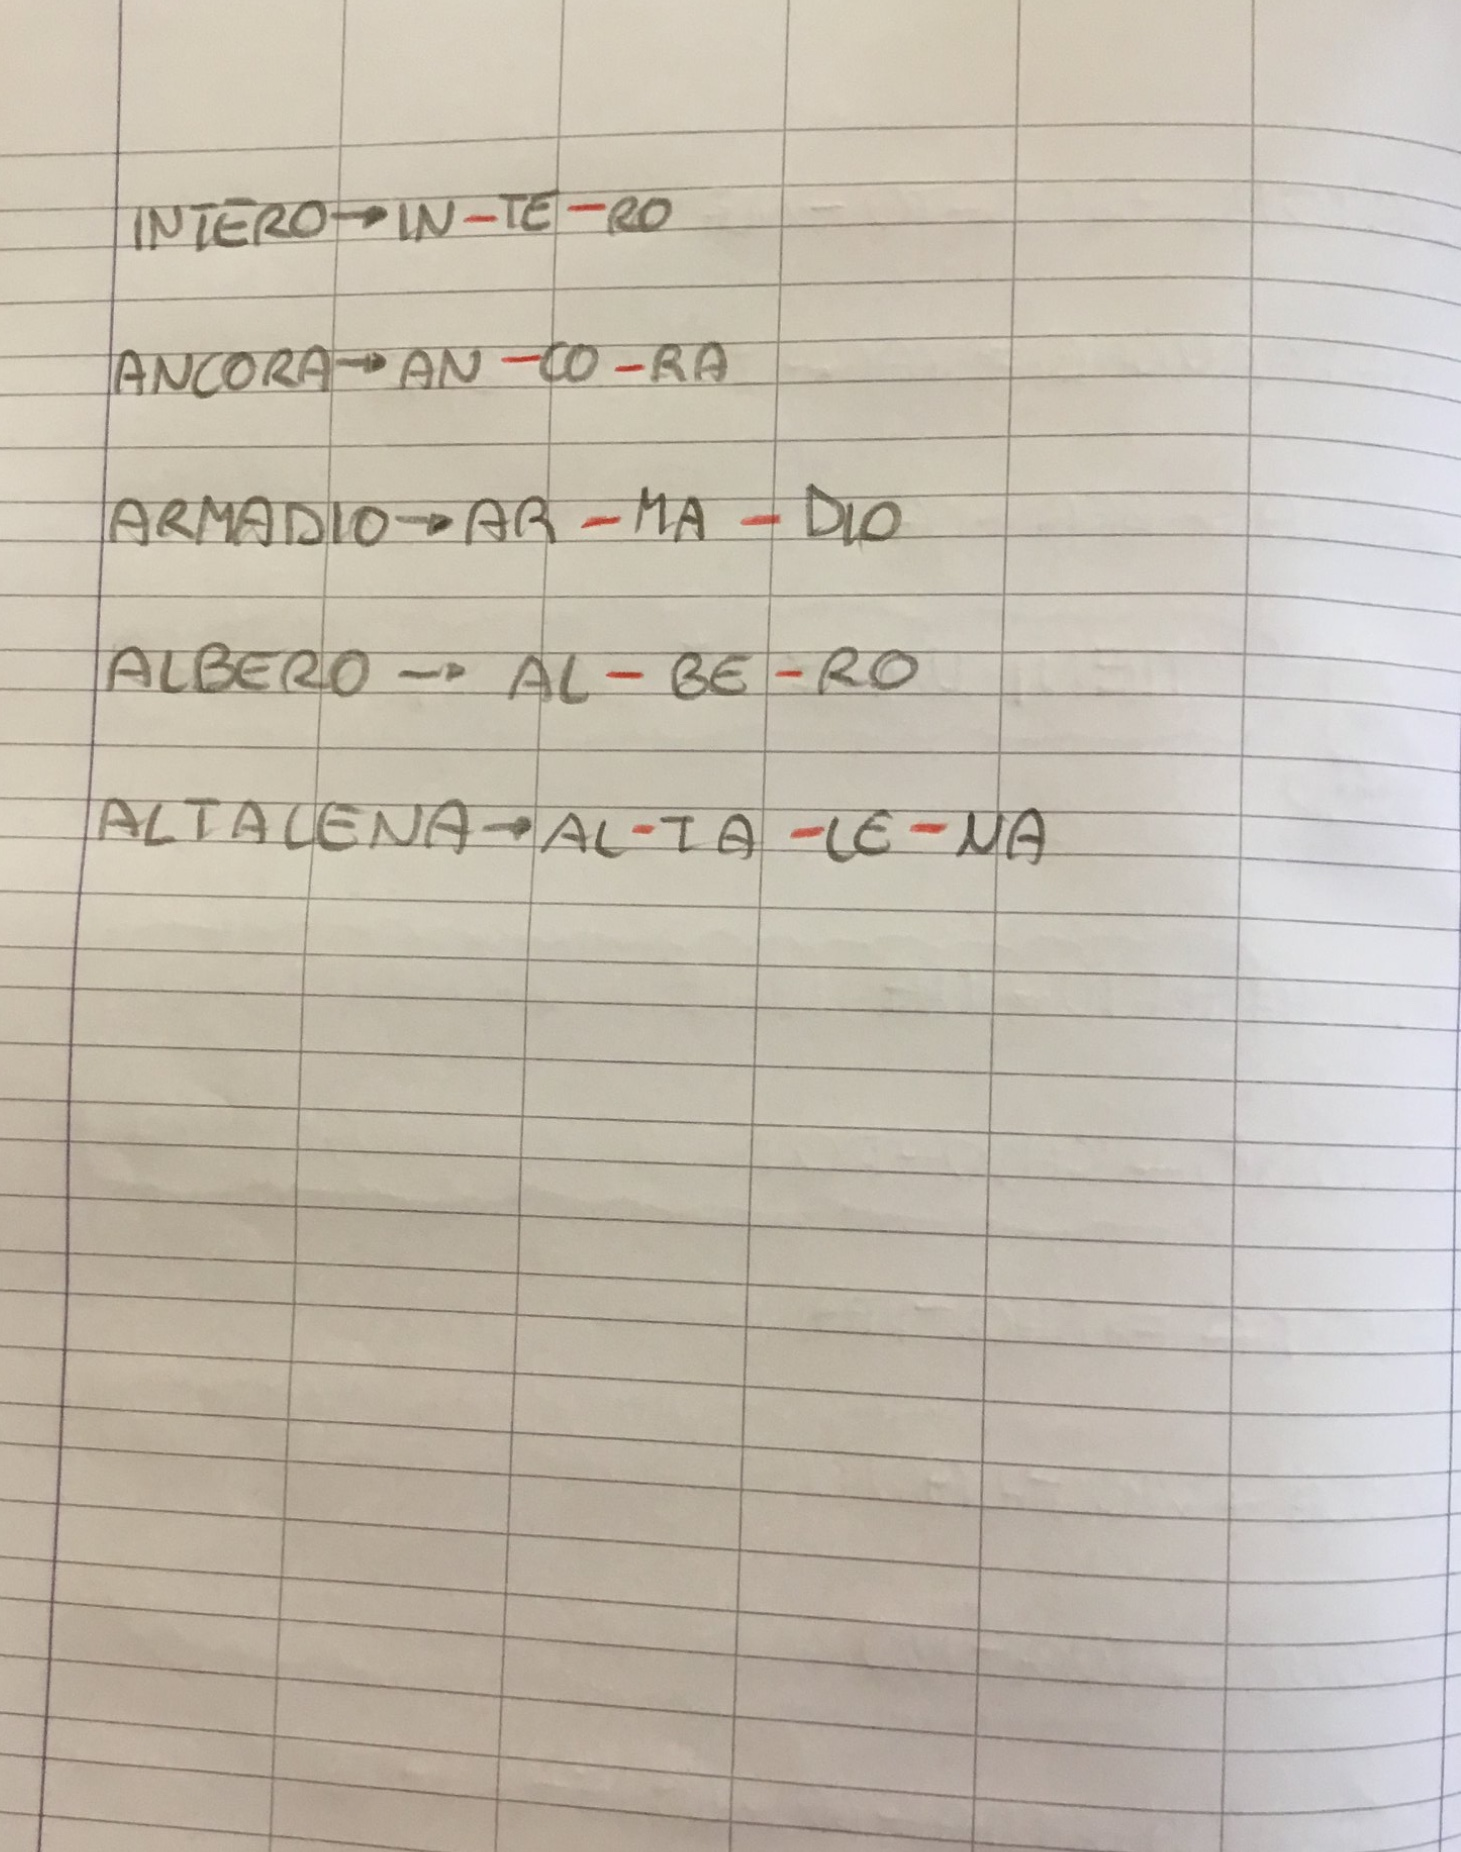 INTERO→IN-TE-RO
ANCORA→AN-CO-RA
ARMADIO→AR-MA-DIO
ALBERO→AL-BE-RO
ALTALENA→AL-TA-LE-NA